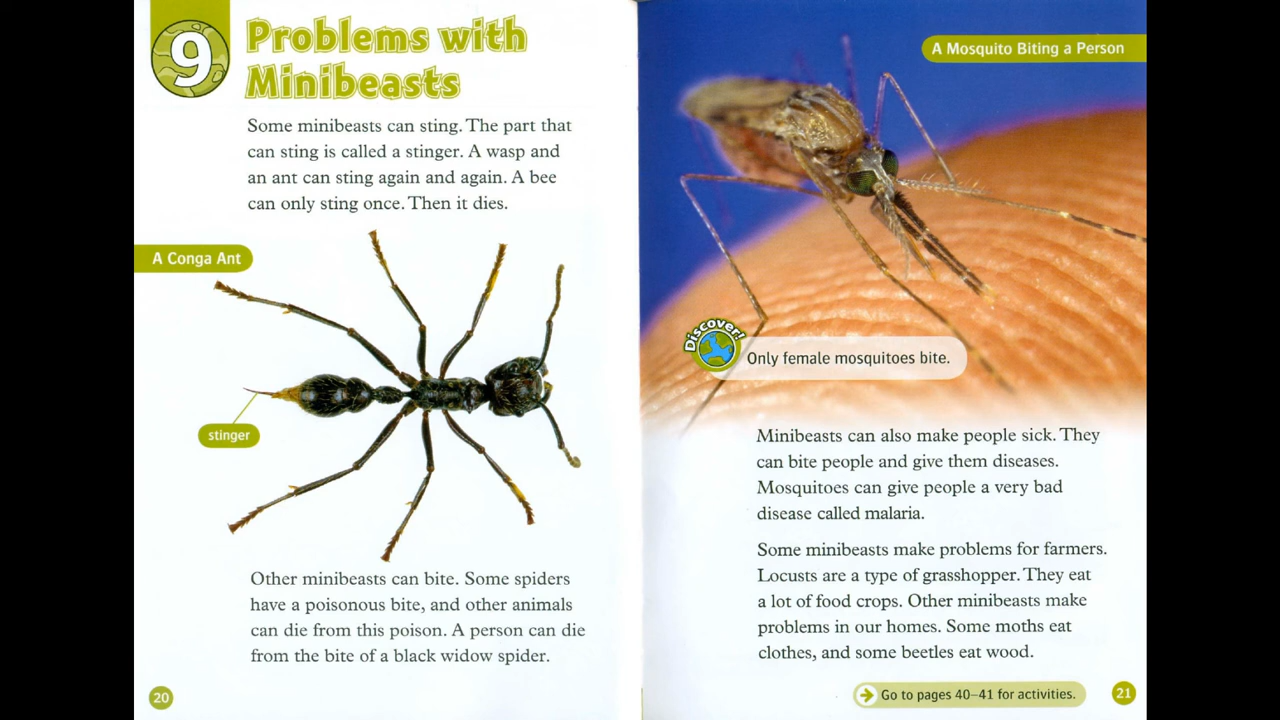 9
Problems with
Minibeasts
Some minibeasts can sting. The part that
can sting is called a stinger. A wasp and
an ant can sting again and again. A bee
can only sting once. Then it dies.
A Conga Ant
stinger
Other minibeasts can bite. Some spiders
have a poisonous bite, and other animals
can die from this poison. A person can die
from the bite of a black widow spider.
20
A Mosquito Biting a Person
Discover!
Only female mosquitoes bite.
Minibeasts can also make people sick. They
can bite people and give them diseases.
Mosquitoes can give people a very bad
disease called malaria.
Some minibeasts make problems for farmers.
Locusts are a type of grasshopper. They eat
a lot of food crops. Other minibeasts make
problems in our homes. Some moths eat
clothes, and some beetles eat wood.
Go to pages 40–41 for activities.
21